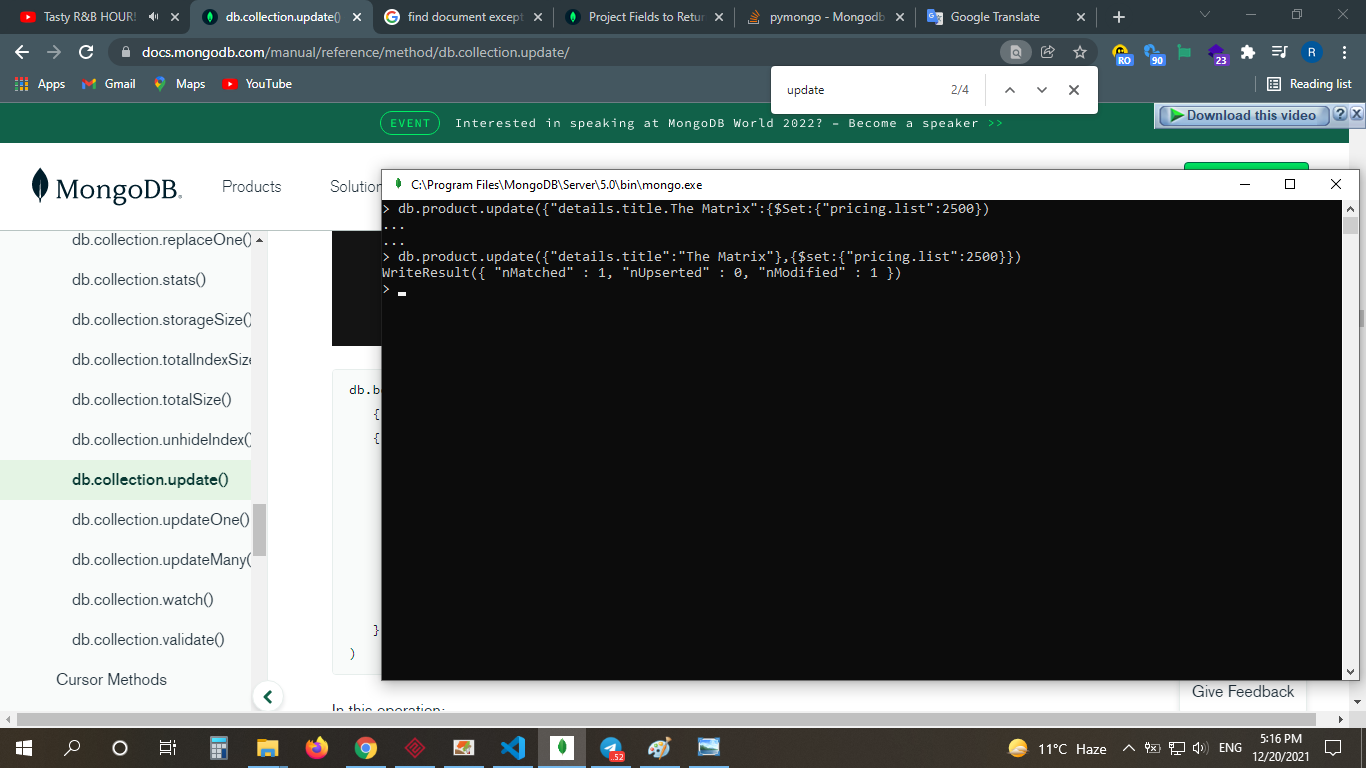 Tasty R&B HOUR!
db.collection.update()
find document except
Project Fields to Retur
pymongo - Mongodb
Google Translate
docs.mongodb.com/manual/reference/method/db.collection.update/
RO
90
23
R
Apps
Gmail
Maps
YouTube
Reading list
update
2/4
EVENT
Interested in speaking at MongoDB World 2022? – Become a speaker >>
Download this video
?
MongoDB.
Products
Solution
C:\Program Files\MongoDB\Server\5.0\bin\mongo.exe
> db.product.update({"details.title.The Matrix":{$Set:{"pricing.list":2500})
...
...
> db.product.update({"details.title":"The Matrix"},{$set:{"pricing.list":2500}})
WriteResult({ "nMatched" : 1, "nUpserted" : 0, "nModified" : 1 })
>
db.collection.replaceOne()
db.collection.stats()
db.collection.storageSize()
db.collection.totalIndexSize
db.collection.totalSize()
db.collection.unhideIndex()
db.collection.update()
db.collection.updateOne()
db.collection.updateMany(
db.collection.watch()
db.collection.validate()
Cursor Methods
db.bo
{
{
}
)
In this operation:
Give Feedback
52
11°C Haze
ENG
5:16 PM
12/20/2021